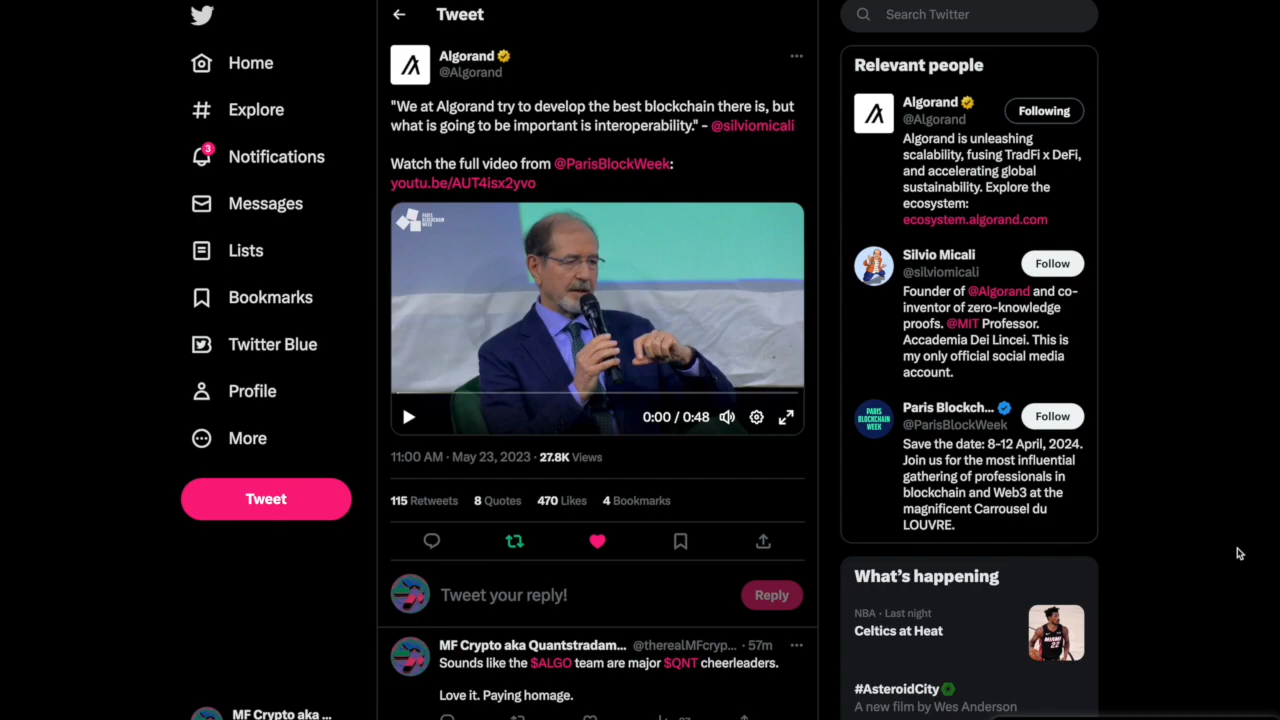 Tweet
Search Twitter
Home
Explore
3
Notifications
Messages
Lists
Bookmarks
Twitter Blue
Profile
More
Tweet
Algorand
@Algorand
"We at Algorand try to develop the best blockchain there is, but
what is going to be important is interoperability." - @silviomicali
Watch the full video from @ParisBlockWeek:
youtu.be/AUT4isx2yvo
PARIS
BLOCKCHAIN
WEEK
0:00 / 0:48
11:00 AM · May 23, 2023 · 27.8K Views
115 Retweets 8 Quotes 470 Likes 4 Bookmarks
Tweet your reply!
Reply
MF Crypto aka Quantstradam... @therealMFcryp... · 57m
Sounds like the $ALGO team are major $QNT cheerleaders.
Love it. Paying homage.
MF Crypto aka ...
Relevant people
Algorand
@Algorand
Following
Algorand is unleashing
scalability, fusing TradFi x DeFi,
and accelerating global
sustainability. Explore the
ecosystem:
ecosystem.algorand.com
Silvio Micali
@silviomicali
Follow
Founder of @Algorand and co-
inventor of zero-knowledge
proofs. @MIT Professor.
Accademia Dei Lincei. This is
my only official social media
account.
PARIS
BLOCKCHAIN
WEEK
Paris Blockch...
@ParisBlockWeek
Follow
Save the date: 8-12 April, 2024.
Join us for the most influential
gathering of professionals in
blockchain and Web3 at the
magnificent Carrousel du
LOUVRE.
What's happening
NBA · Last night
Celtics at Heat
MIAMI
22
#AsteroidCity
A new film by Wes Anderson